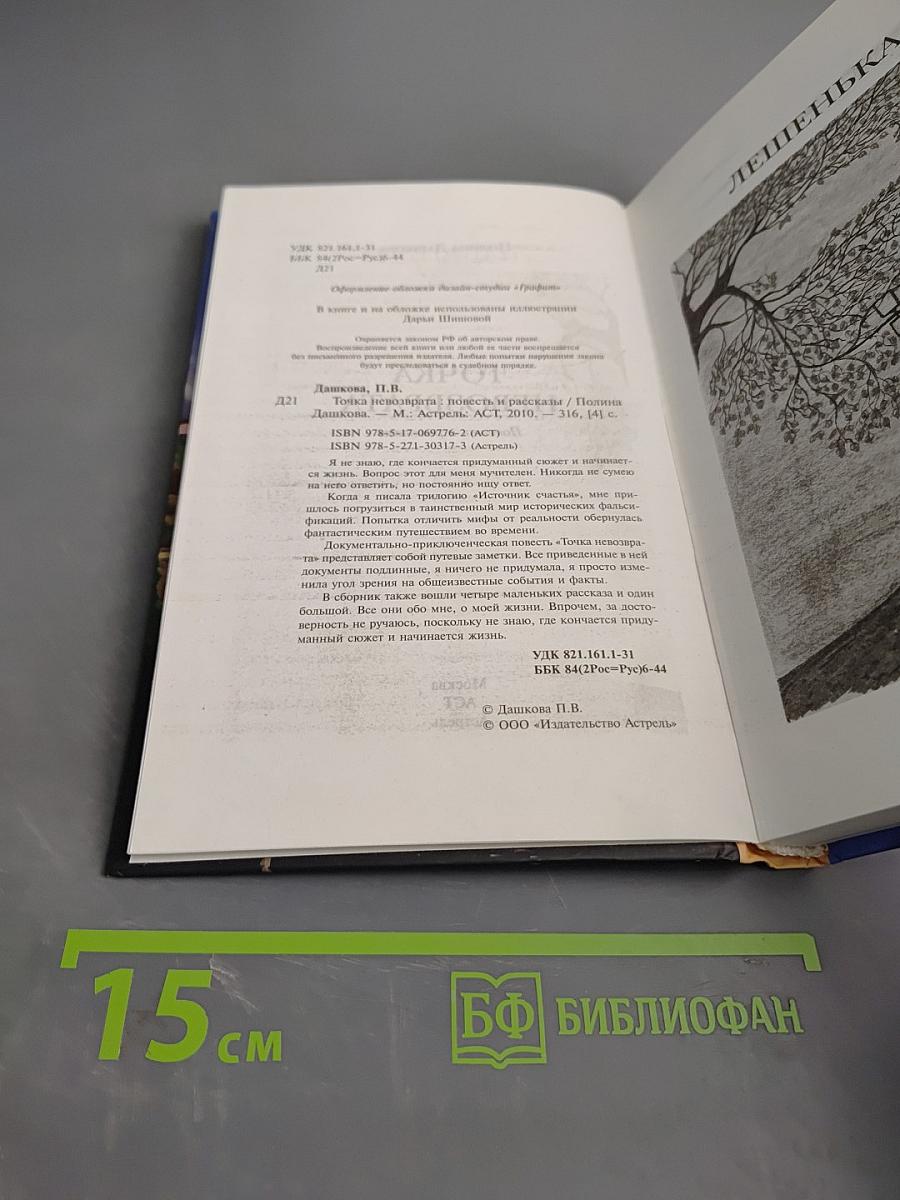 УДК 821.161.1-31
ББК 84(2Рос=Рус)6-44
Д21
Оформление обложки дизайн-студии «Графит»
В книге и на обложке использованы иллюстрации
Дарьи Шишовой
Охраняется законом РФ об авторском праве.
Воспроизведение всей книги или любой ее части воспрещается
без письменного разрешения издателя. Любые попытки нарушения закона
будут преследоваться в судебном порядке.
Дашкова, П.В.
Д21 Точка невозврата : повесть и рассказы / Полина
Дашкова. — М.: Астрель: АСТ, 2010. — 316, [4] с.
ISBN 978-5-17-069776-2 (АСТ)
ISBN 978-5-271-30317-3 (Астрель)
Я не знаю, где кончается придуманный сюжет и начинает-
ся жизнь. Вопрос этот для меня мучителен. Никогда не сумею
на него ответить, но постоянно ищу ответ.
Когда я писала трилогию «Источник счастья», мне при-
шлось погрузиться в таинственный мир исторических фальси-
фикаций. Попытка отличить мифы от реальности обернулась
фантастическим путешествием во времени.
Документально-приключенческая повесть «Точка невозвра-
та» представляет собой путевые заметки. Все приведенные в ней
документы подлинные, я ничего не придумала, я просто изме-
нила угол зрения на общеизвестные события и факты.
В сборник также вошли четыре маленьких рассказа и один
большой. Все они обо мне, о моей жизни. Впрочем, за досто-
верность не ручаюсь, поскольку не знаю, где кончается приду-
манный сюжет и начинается жизнь.
УДК 821.161.1-31
ББК 84(2Рос=Рус)6-44
© Дашкова П.В.
© ООО «Издательство Астрель»
ЛЕШЕНЬКА
15 см
БФ БИБЛИОФАН